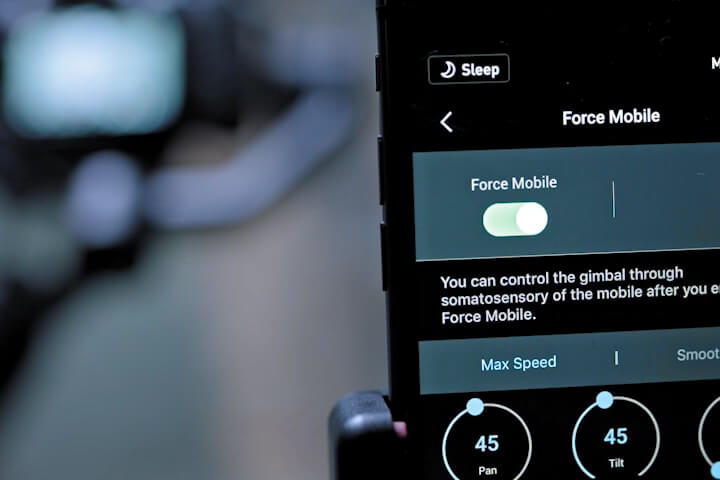 Sleep
M
Force Mobile
Force Mobile
You can control the gimbal through
somatosensory of the mobile after you e
Force Mobile.
Max Speed | Smoot
45 45
Pan Tilt